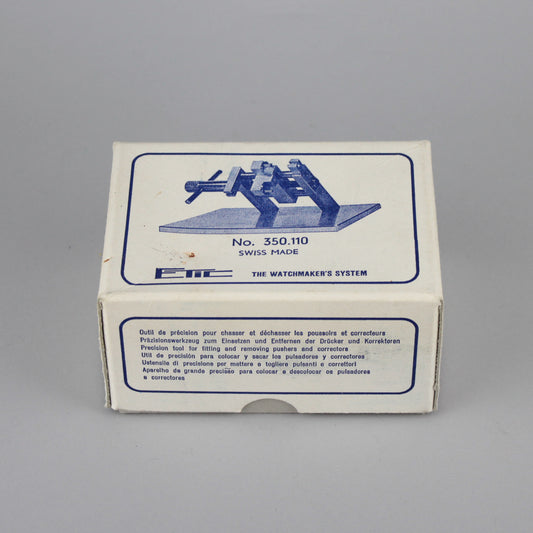 No. 350.110
SWISS MADE
ETIC THE WATCHMAKER'S SYSTEM
Outil de précision pour chasser et déchasser les poussoirs et correcteurs
Präzisionswerkzeug zum Einsetzen und Entfernen der Drücker und Korrektoren
Precision tool for fitting and removing pushers and correctors
Util de precisión para colocar y sacar los pulsadores y correctores
Ustensile di precisione per mettere e togliere pulsanti e correttori
Aparelho de grande precisão para colocar e descolocar os pulsadores
e correctores